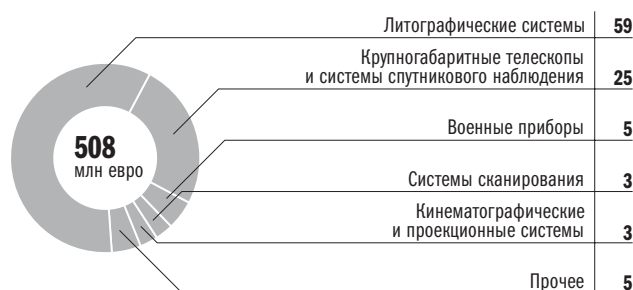 Литографические системы 59
Крупногабаритные телескопы
и системы спутникового наблюдения 25
508
млн евро
Военные приборы 5
Системы сканирования 3
Кинематографические
и проекционные системы 3
Прочее 5